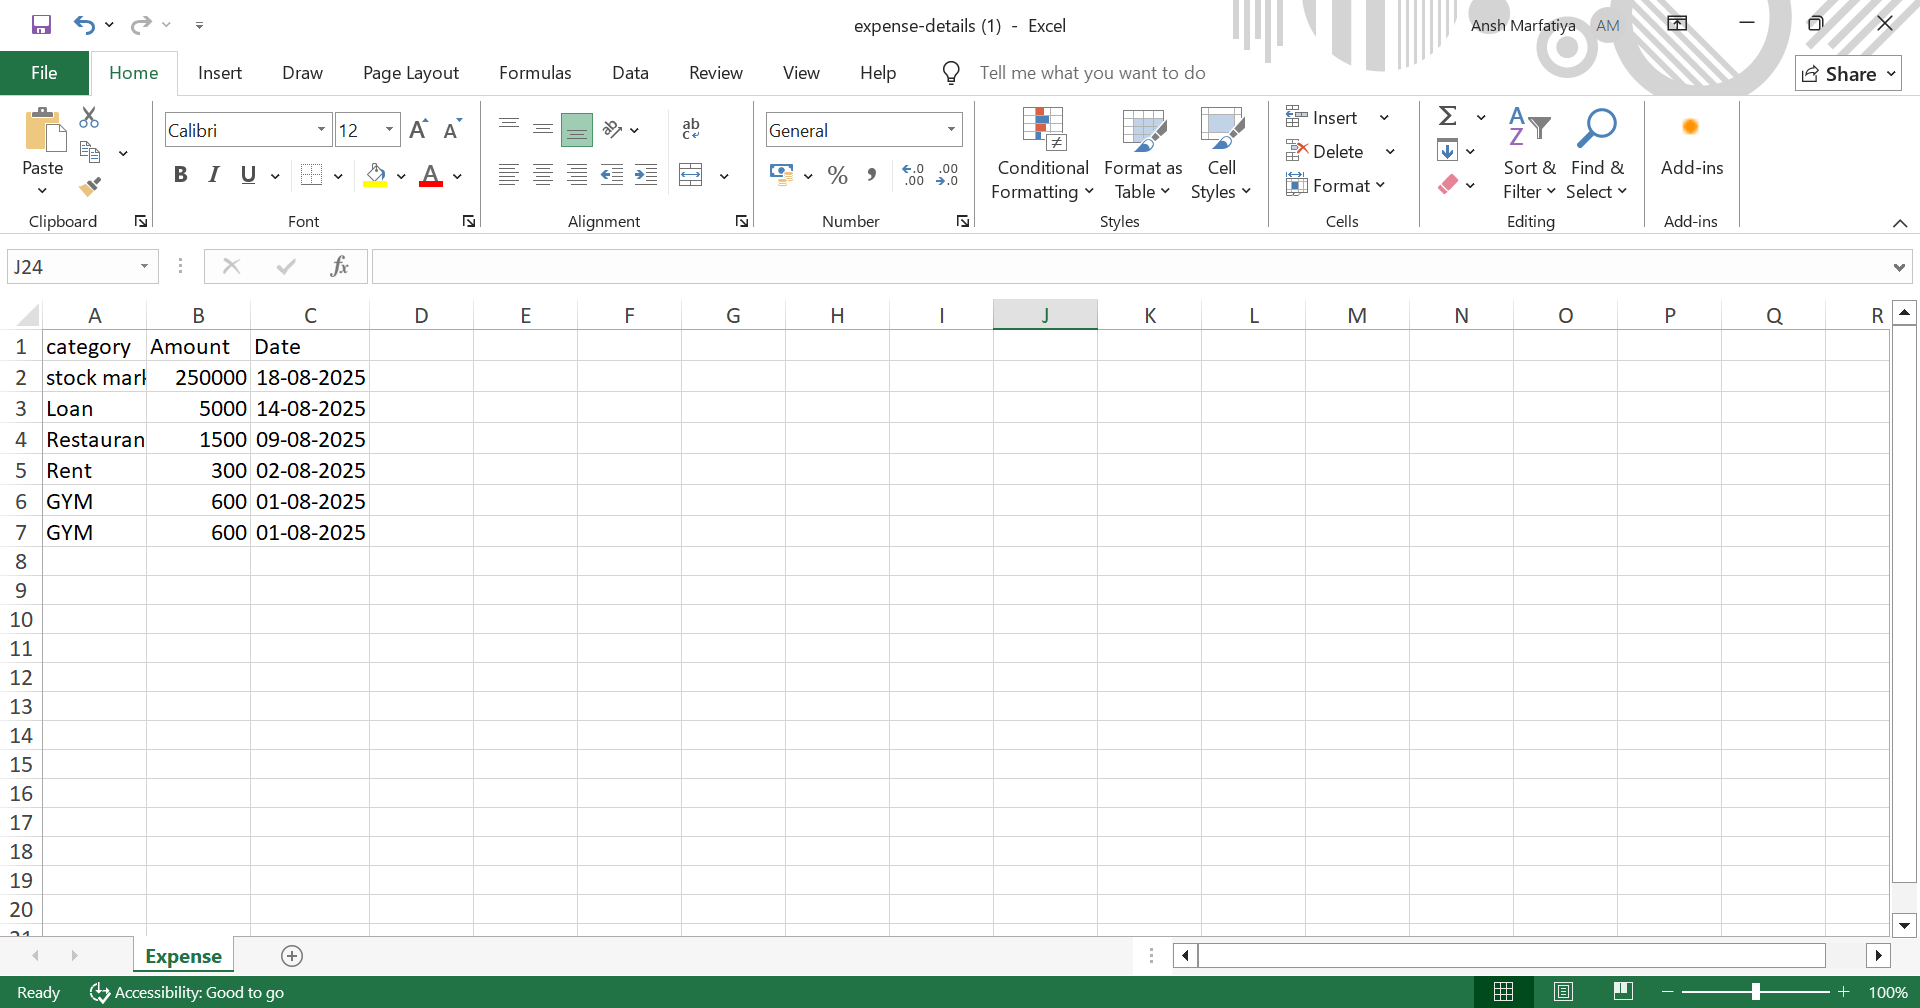 expense-details (1) - Excel
Ansh Marfatiya AM
File Home Insert Draw Page Layout Formulas Data Review View Help Tell me what you want to do Share
Paste
Clipboard
Calibri 12
Font
ab
Alignment
General
Number
Conditional Formatting
Format as Table
Cell Styles
Styles
Insert
Delete
Format
Cells
Sort & Filter
Find & Select
Editing
Add-ins
Add-ins
J24
fx
A B C D E F G H I J K L M N O P Q R
1 category Amount Date
2 stock mark 250000 18-08-2025
3 Loan 5000 14-08-2025
4 Restauran 1500 09-08-2025
5 Rent 300 02-08-2025
6 GYM 600 01-08-2025
7 GYM 600 01-08-2025
8
9
10
11
12
13
14
15
16
17
18
19
20
21
Expense
Ready Accessibility: Good to go 100%